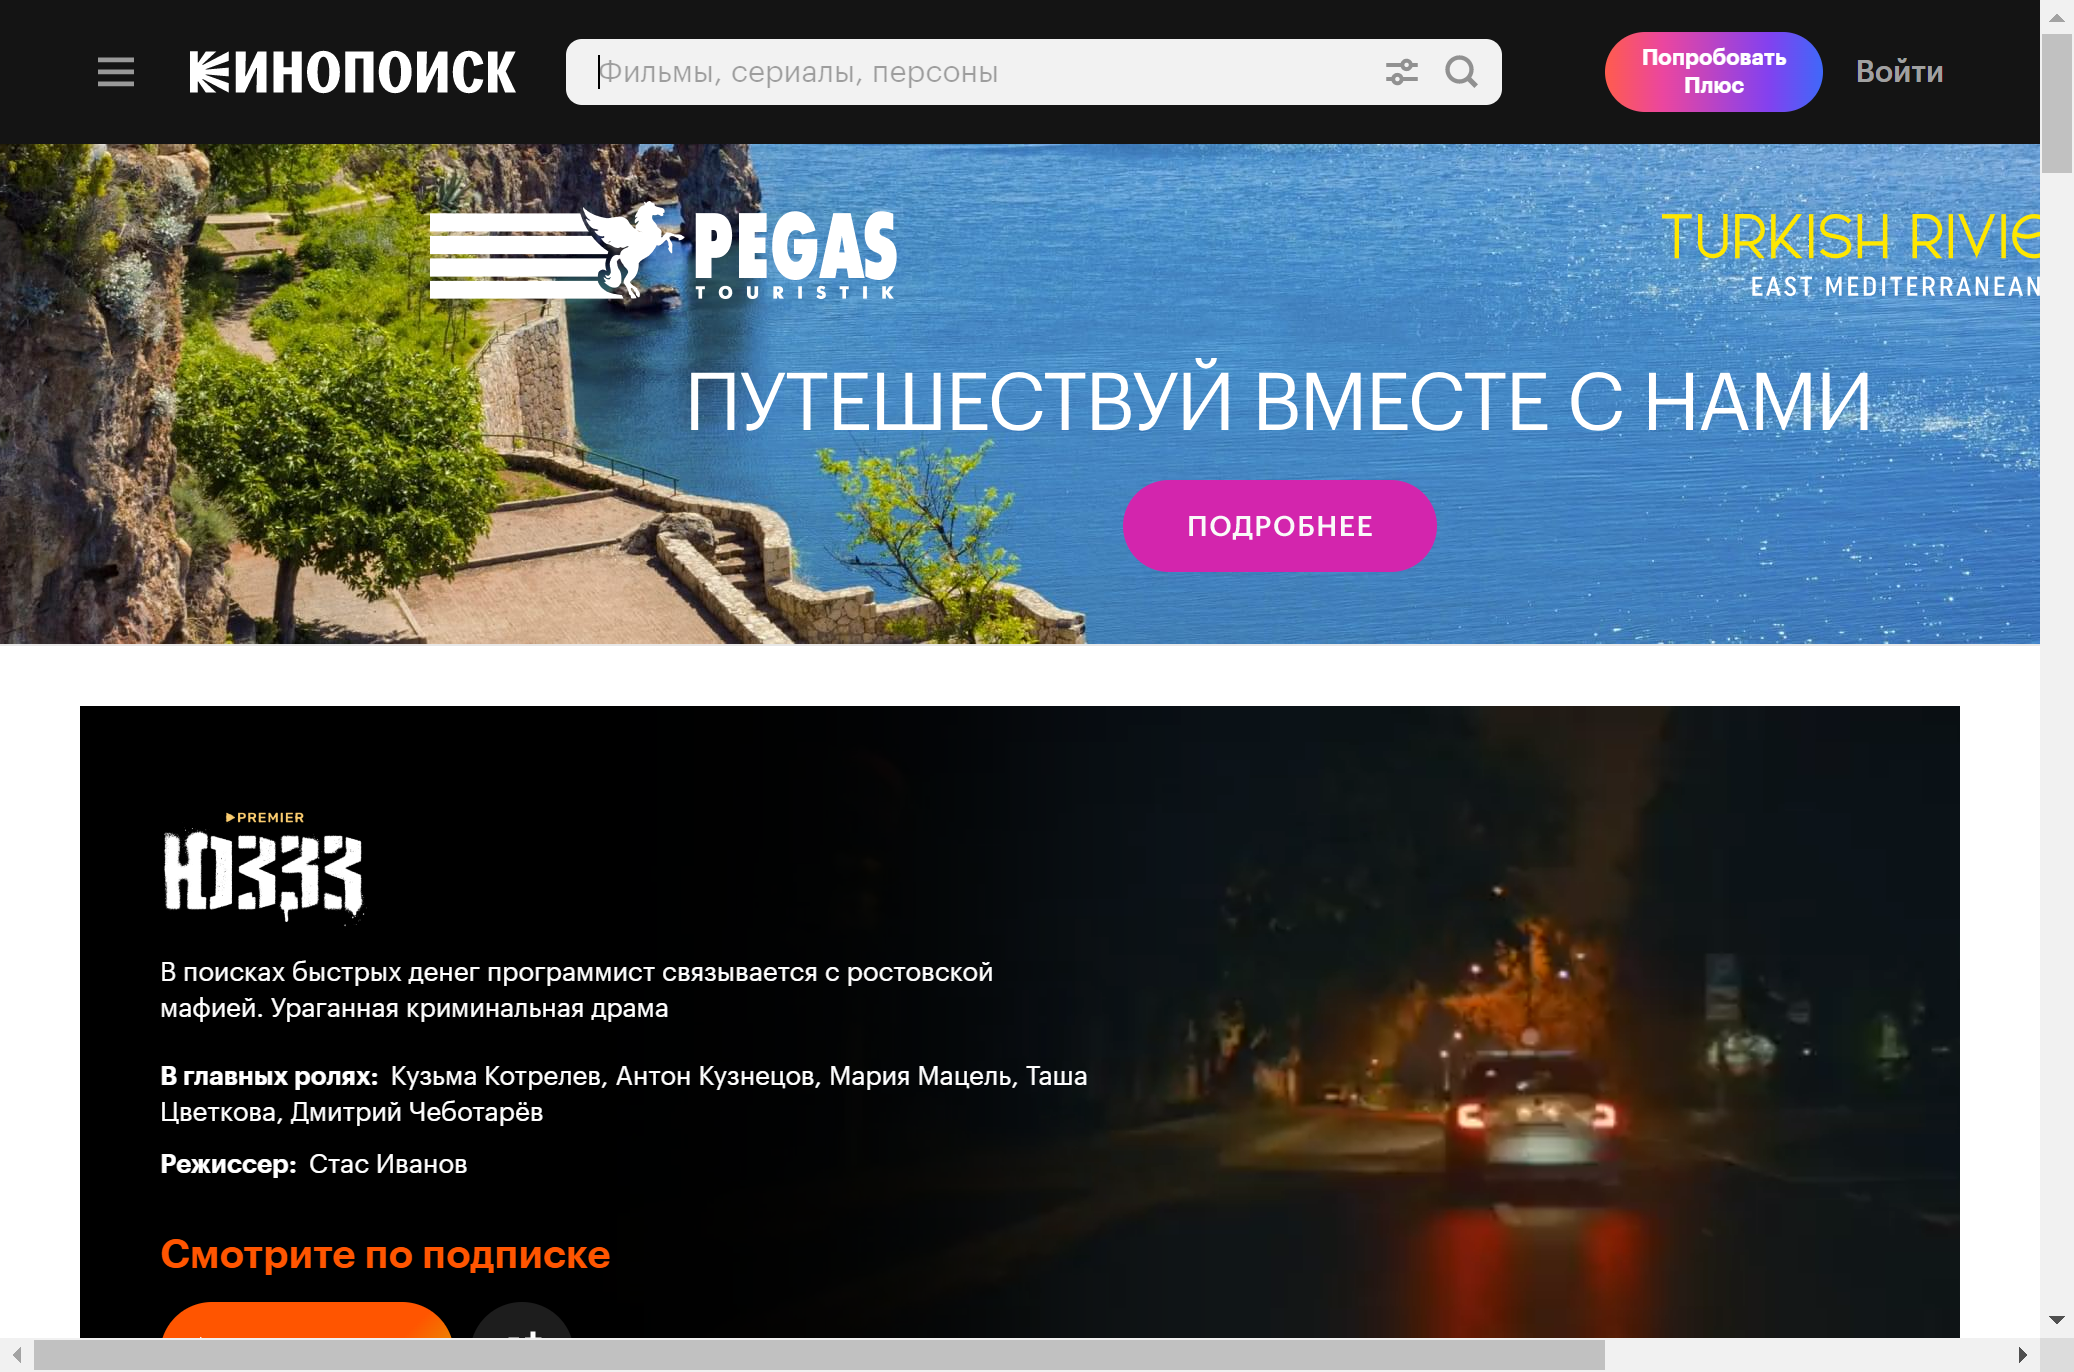 КИНОПОИСК
Фильмы, сериалы, персоны
Попробовать
Плюс
Войти
PEGAS
TOURISTIK
TURKISH RIVIE
EAST MEDITERRANEAN
ПУТЕШЕСТВУЙ ВМЕСТЕ С НАМИ
ПОДРОБНЕЕ
PREMIER
ЮЗЗЗ
В поисках быстрых денег программист связывается с ростовской
мафией. Ураганная криминальная драма
В главных ролях: Кузьма Котрелев, Антон Кузнецов, Мария Мацель, Таша
Цветкова, Дмитрий Чеботарёв
Режиссер: Стас Иванов
Смотрите по подписке